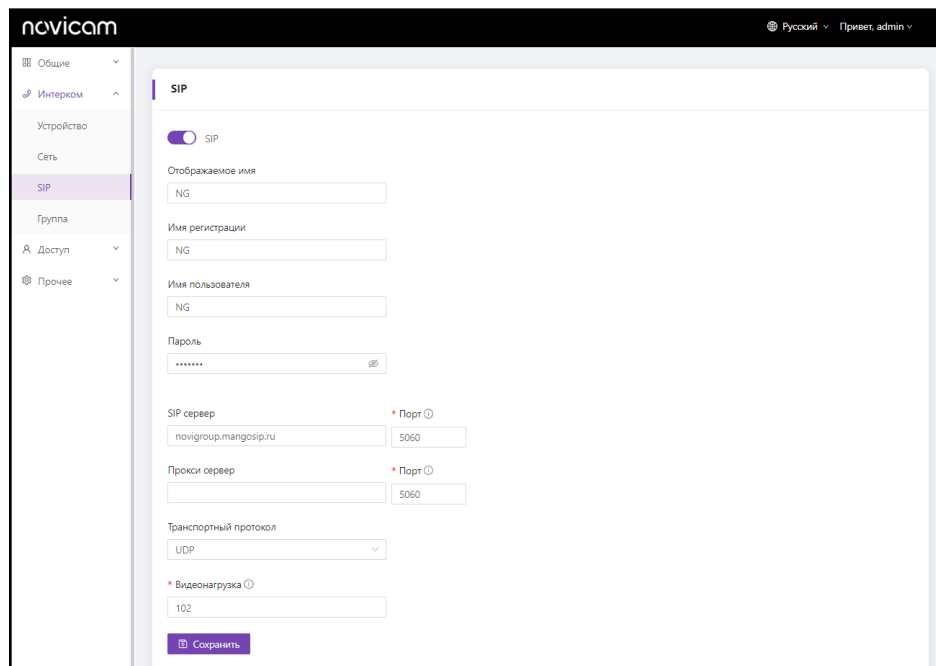 novicam
Русский
Привет, admin
Общие
Интерком
Устройство
Сеть
SIP
Группа
Доступ
Прочее
SIP
SIP
Отображаемое имя
NG
Имя регистрации
NG
Имя пользователя
NG
Пароль
•••••••
SIP сервер
* Порт
novigroup.mangosip.ru
5060
Прокси сервер
* Порт
5060
Транспортный протокол
UDP
* Видеонагрузка
102
Сохранить